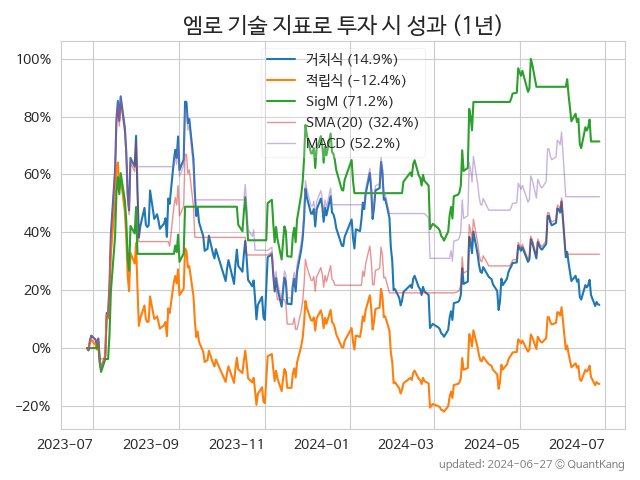 엠로 기술 지표로 투자 시 성과 (1년)
100%
80%
60%
40%
20%
0%
−20%
거치식 (14.9%)
적립식 (−12.4%)
SigM (71.2%)
SMA(20) (32.4%)
MACD (52.2%)
2023-07 2023-09 2023-11 2024-01 2024-03 2024-05 2024-07
updated: 2024-06-27 © QuantKang